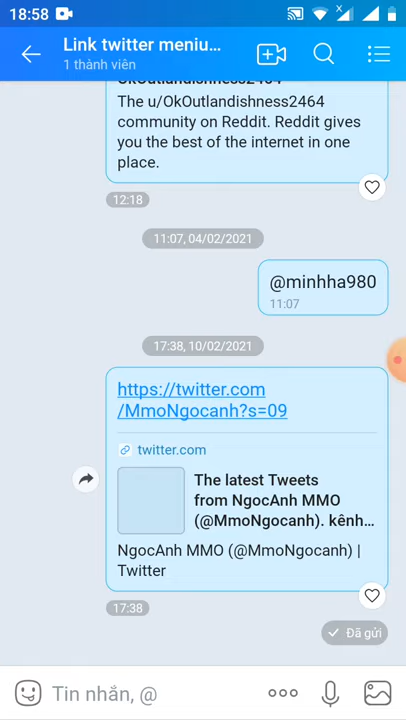 18:58
Link twitter meniu...
1 thành viên
OkOutlandishness2464
The u/OkOutlandishness2464
community on Reddit. Reddit gives
you the best of the internet in one
place.
12:18
11:07, 04/02/2021
@minhha980
11:07
17:38, 10/02/2021
https://twitter.com
/MmoNgocanh?s=09
twitter.com
The latest Tweets
from NgocAnh MMO
(@MmoNgocanh). kênh...
NgocAnh MMO (@MmoNgocanh) |
Twitter
17:38
Đã gửi
Tin nhắn, @